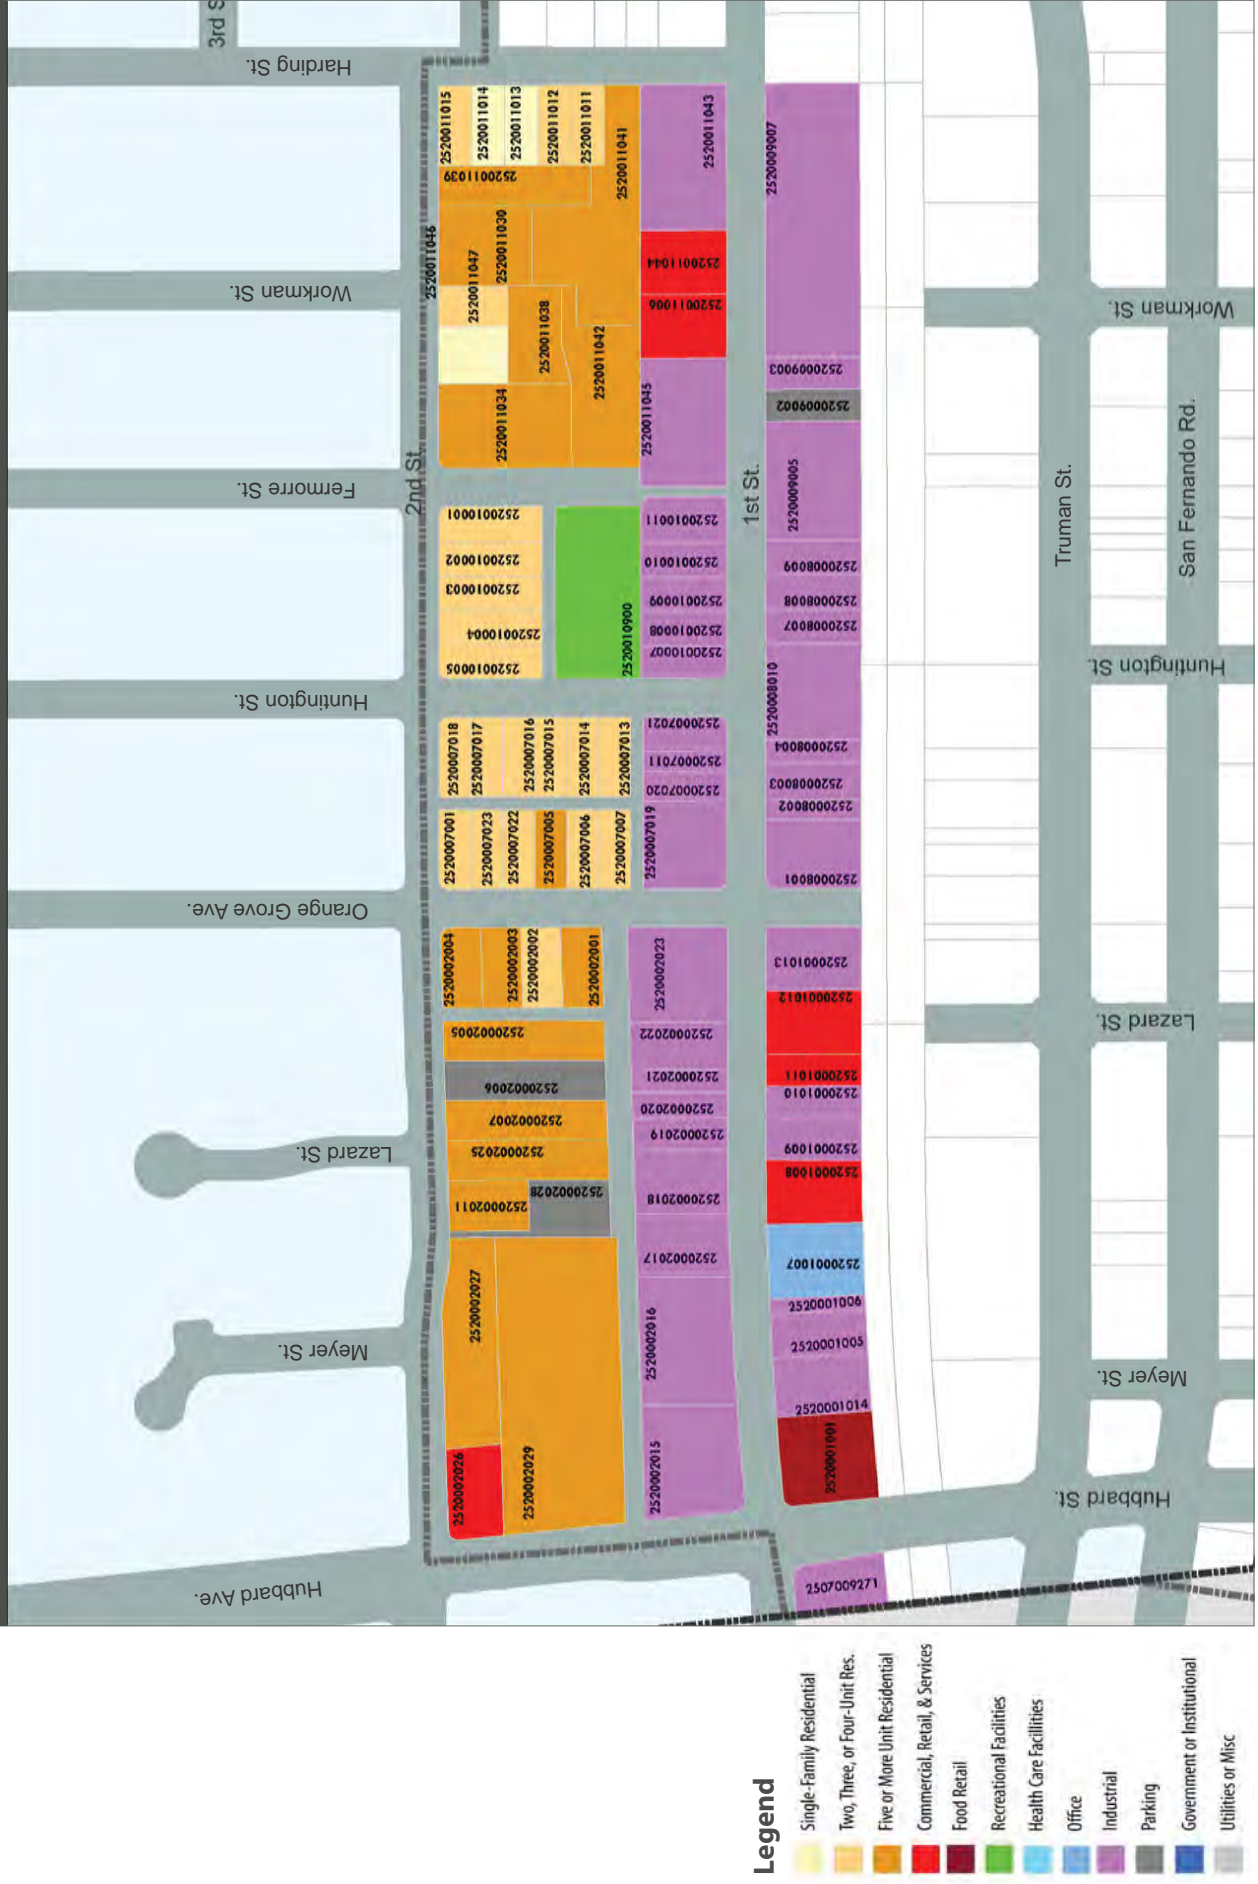 3rd S
Harding St.
Workman St.
Fermorre St.
Huntington St.
Orange Grove Ave.
Lazard St.
Meyer St.
Hubbard Ave.
2nd St.
2520011015
2520011014
2520011013
2520011012
2520011011
2520011041
2520011039
2520011046
2520011047
2520011030
2520011038
2520011042
2520011034
2520011043
2520011044
2520011006
2520011045
2520010001
2520010002
2520010003
2520010004
2520010005
2520010900
2520010011
2520010010
2520010009
2520010008
2520010007
2520007018
2520007017
2520007016
2520007015
2520007014
2520007013
2520007001
2520007023
2520007022
2520007005
2520007006
2520007007
2520007021
2520007011
2520007020
2520007019
2520002004
2520002003
2520002002
2520002001
2520002005
2520002006
2520002007
2520002025
2520002011
2520002028
2520002027
2520002026
2520002029
2520002023
2520002022
2520002021
2520002020
2520002019
2520002018
2520002017
2520002016
2520002015
1st St.
2520009007
2520009003
2520009002
2520009005
2520008009
2520008008
2520008007
2520008010
2520008004
2520008003
2520008002
2520008001
2520001013
2520001012
2520001011
2520001010
2520001009
2520001008
2520001007
2520001006
2520001005
2520001014
2520001001
2507009271
Truman St.
San Fernando Rd.
Workman St.
Huntington St.
Lazard St.
Meyer St.
Hubbard St.
Legend
Single-Family Residential
Two, Three, or Four-Unit Res.
Five or More Unit Residential
Commercial, Retail, & Services
Food Retail
Recreational Facilities
Health Care Facillities
Office
Industrial
Parking
Government or Institutional
Utilities or Misc